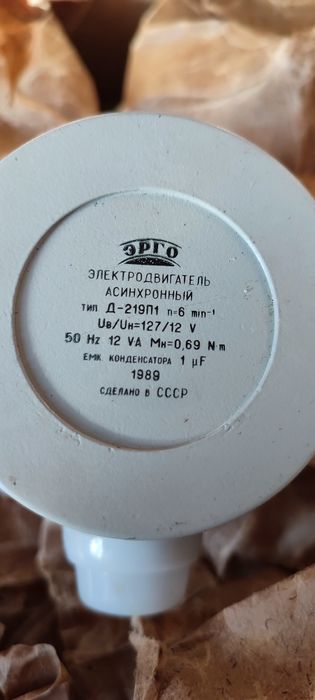 ЭРГО
ЭЛЕКТРОДВИГАТЕЛЬ
АСИНХРОННЫЙ
ТИП Д-219П1 n=6 min⁻¹
Uв/Uн=127/12 V
50 Hz 12 VA Mн=0,69 N·m
ЕМК. КОНДЕНСАТОРА 1 μF
1989
СДЕЛАНО В СССР